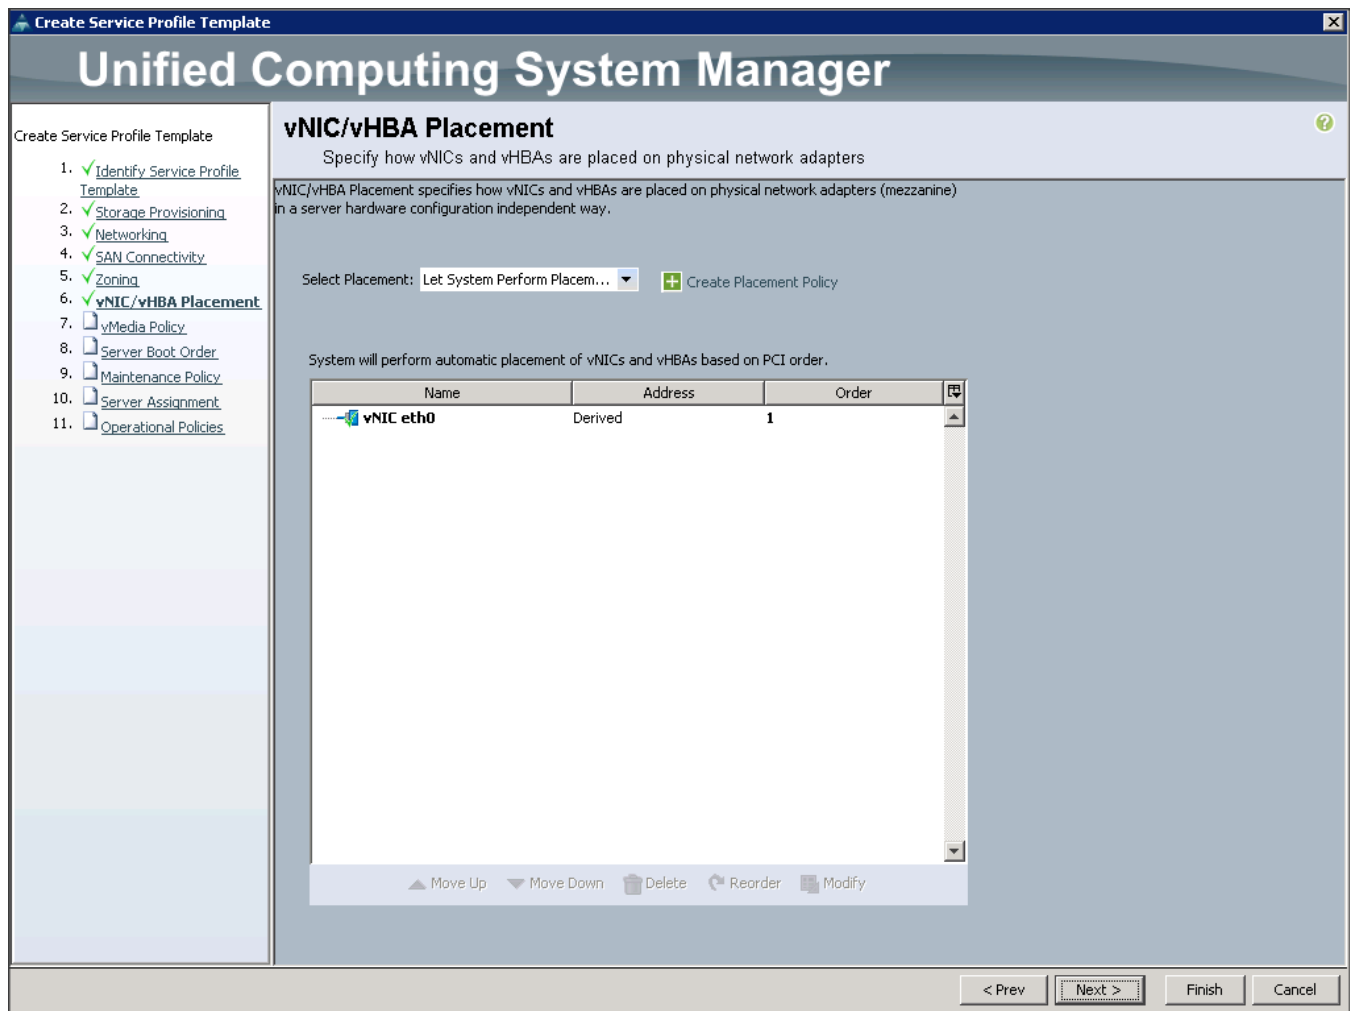 Create Service Profile Template
Unified Computing System Manager
Create Service Profile Template
1. Identify Service Profile
Template
2. Storage Provisioning
3. Networking
4. SAN Connectivity
5. Zoning
6. vNIC/vHBA Placement
7. vMedia Policy
8. Server Boot Order
9. Maintenance Policy
10. Server Assignment
11. Operational Policies
vNIC/vHBA Placement
Specify how vNICs and vHBAs are placed on physical network adapters
vNIC/vHBA Placement specifies how vNICs and vHBAs are placed on physical network adapters (mezzanine)
in a server hardware configuration independent way.
Select Placement: Let System Perform Placem... Create Placement Policy
System will perform automatic placement of vNICs and vHBAs based on PCI order.
Name Address Order
vNIC eth0 Derived 1
Move Up Move Down Delete Reorder Modify
< Prev Next > Finish Cancel